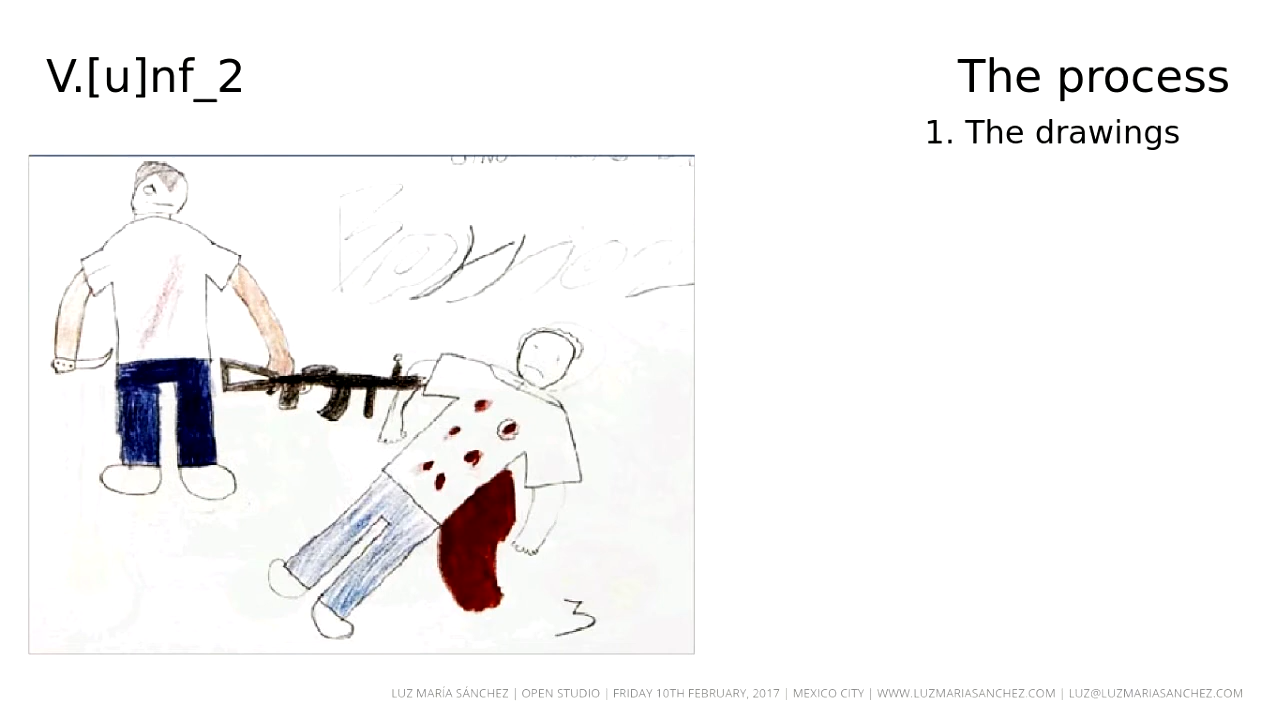 V.[u]nf_2
The process
1. The drawings
3
LUZ MARÍA SÁNCHEZ | OPEN STUDIO | FRIDAY 10TH FEBRUARY, 2017 | MEXICO CITY | WWW.LUZMARIASANCHEZ.COM | LUZ@LUZMARIASANCHEZ.COM